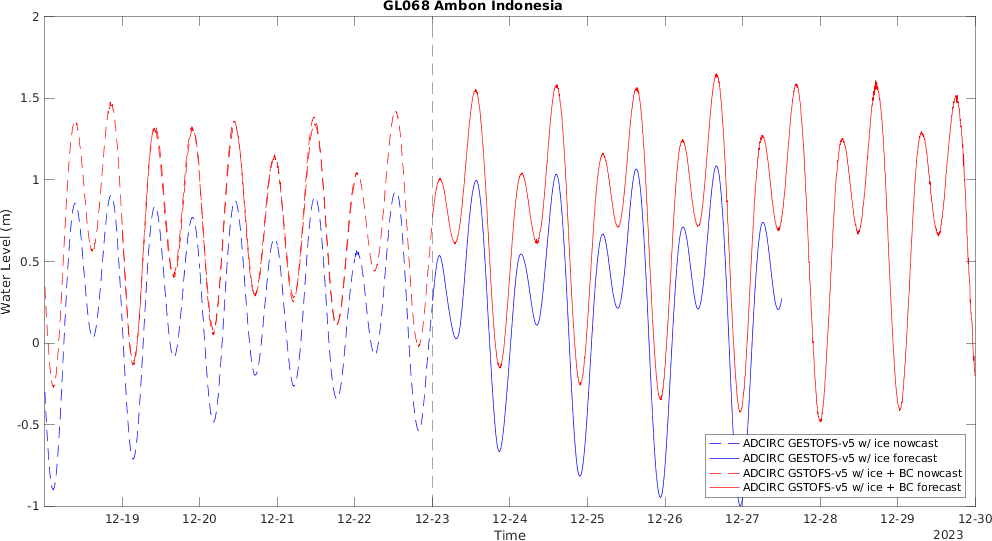 GL068 Ambon Indonesia
Water Level (m)
2
1.5
1
0.5
0
-0.5
-1
12-19 12-20 12-21 12-22 12-23 12-24 12-25 12-26 12-27 12-28 12-29 12-30
Time
2023
ADCIRC GESTOFS-v5 w/ ice nowcast
ADCIRC GESTOFS-v5 w/ ice forecast
ADCIRC GSTOFS-v5 w/ ice + BC nowcast
ADCIRC GSTOFS-v5 w/ ice + BC forecast